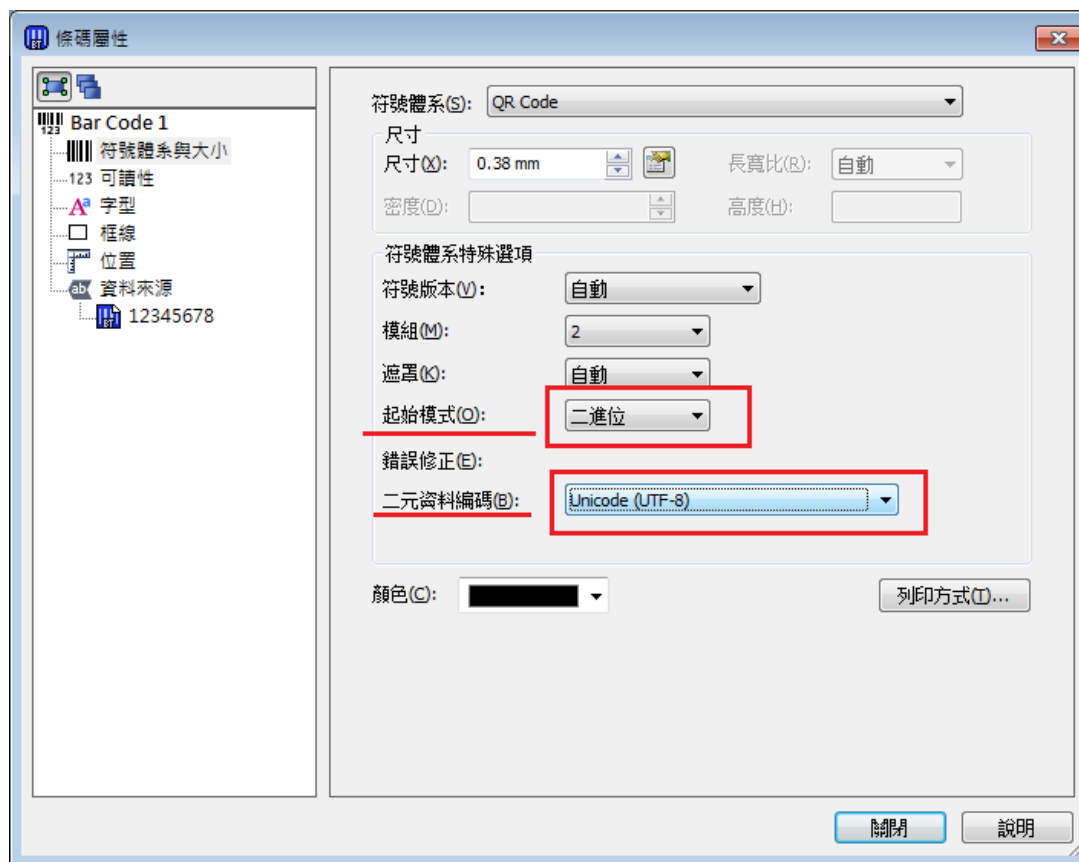 條碼屬性
Bar Code 1
符號體系與大小
123 可讀性
字型
框線
位置
資料來源
12345678
符號體系(S): QR Code
尺寸
尺寸(X): 0.38 mm 長寬比(R): 自動
密度(D): 高度(H):
符號體系特殊選項
符號版本(V): 自動
模組(M): 2
遮罩(K): 自動
起始模式(O): 二進位
錯誤修正(E):
二元資料編碼(B): Unicode (UTF-8)
顏色(C): 列印方式(T)...
關閉 說明